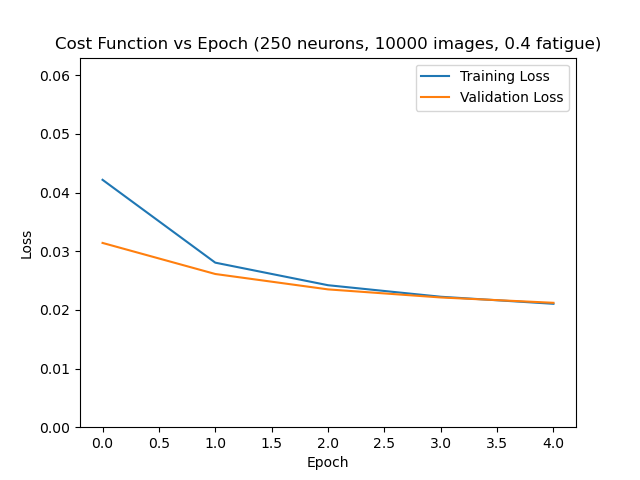 Cost Function vs Epoch (250 neurons, 10000 images, 0.4 fatigue)
Training Loss
Validation Loss
0.06
0.05
0.04
0.03
0.02
0.01
0.00
Loss
0.0 0.5 1.0 1.5 2.0 2.5 3.0 3.5 4.0
Epoch